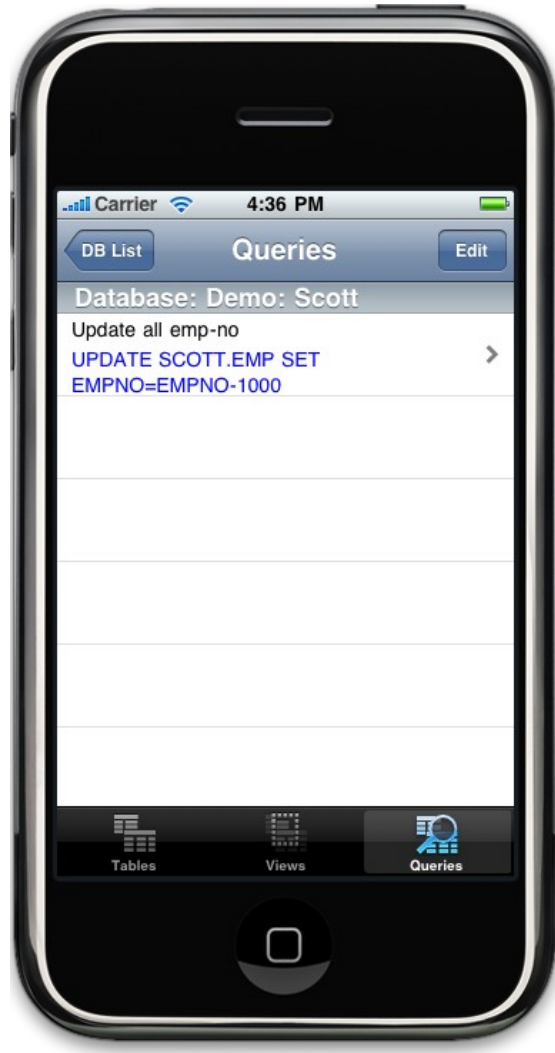 Carrier 4:36 PM
DB List Queries Edit
Database: Demo: Scott
Update all emp-no
UPDATE SCOTT.EMP SET
EMPNO=EMPNO-1000
Tables Views Queries